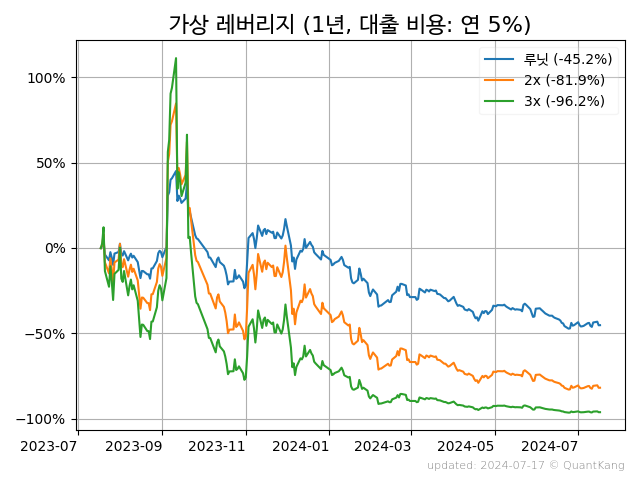 가상 레버리지 (1년, 대출 비용: 연 5%)
루닛 (-45.2%)
2x (-81.9%)
3x (-96.2%)
100%
50%
0%
−50%
−100%
2023-07 2023-09 2023-11 2024-01 2024-03 2024-05 2024-07
updated: 2024-07-17 © QuantKang